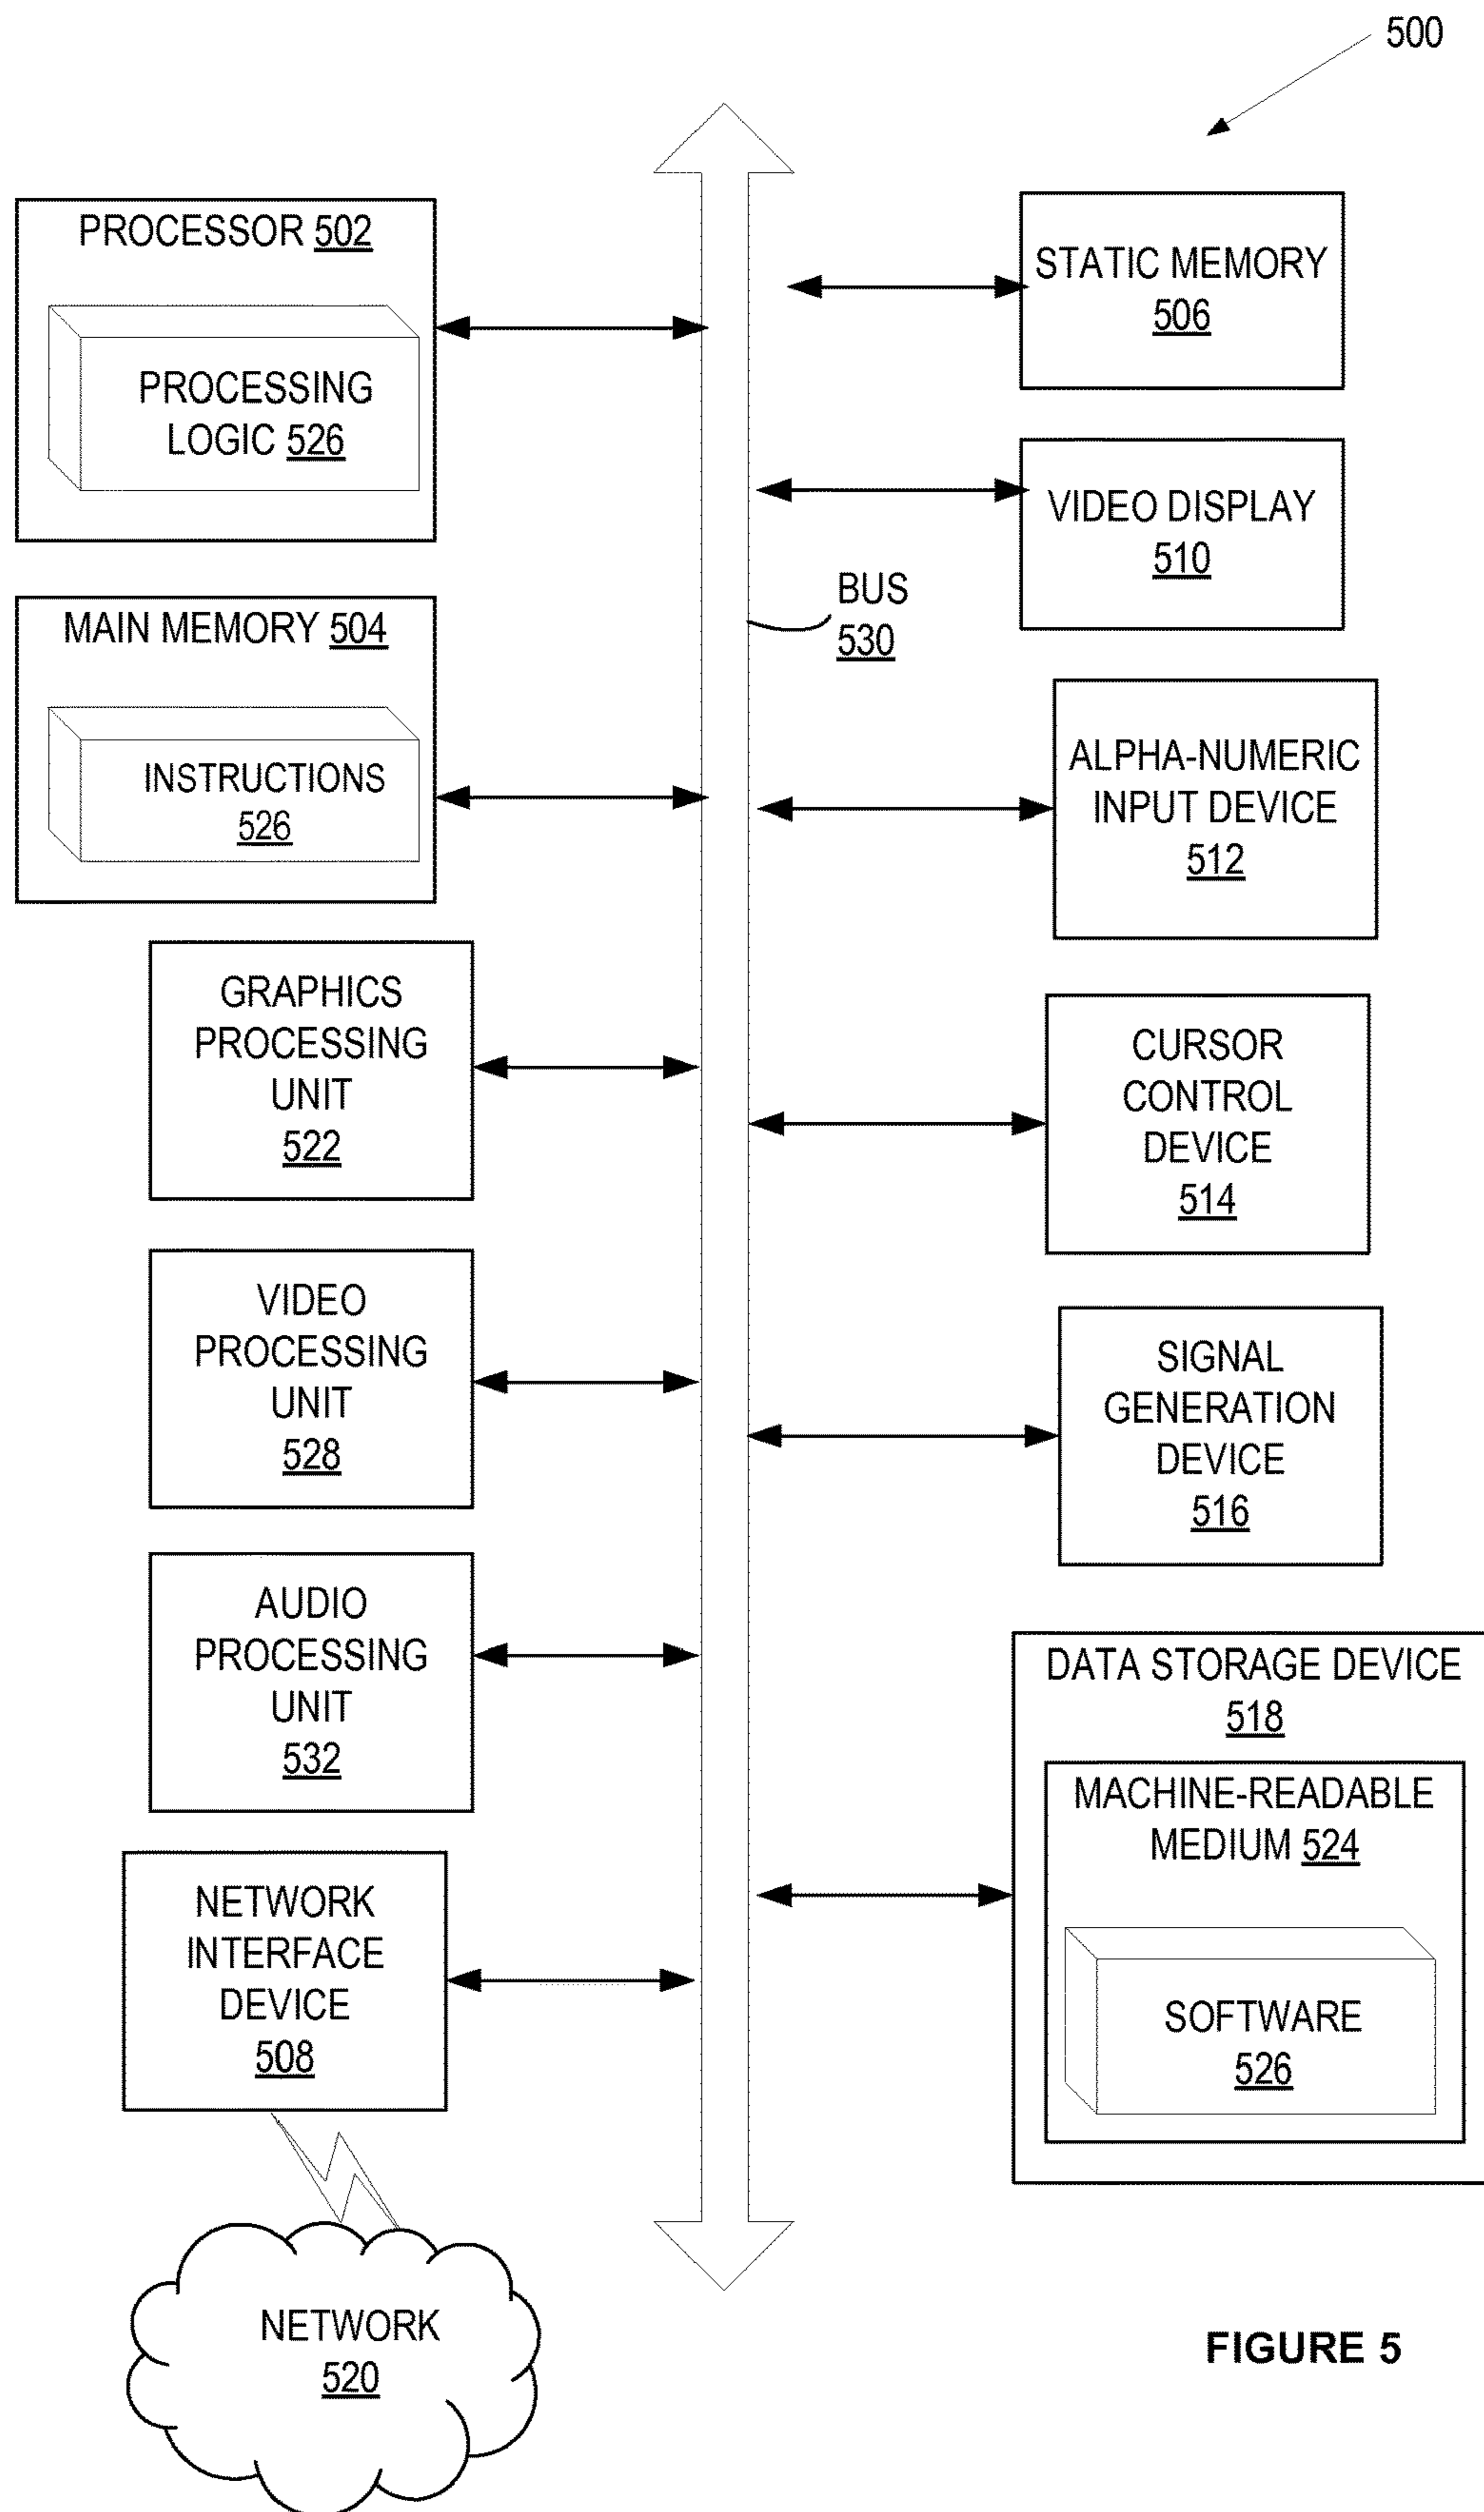 500
PROCESSOR 502
PROCESSING
LOGIC 526
MAIN MEMORY 504
INSTRUCTIONS
526
GRAPHICS
PROCESSING
UNIT
522
VIDEO
PROCESSING
UNIT
528
AUDIO
PROCESSING
UNIT
532
NETWORK
INTERFACE
DEVICE
508
NETWORK
520
BUS
530
STATIC MEMORY
506
VIDEO DISPLAY
510
ALPHA-NUMERIC
INPUT DEVICE
512
CURSOR
CONTROL
DEVICE
514
SIGNAL
GENERATION
DEVICE
516
DATA STORAGE DEVICE
518
MACHINE-READABLE
MEDIUM 524
SOFTWARE
526
FIGURE 5